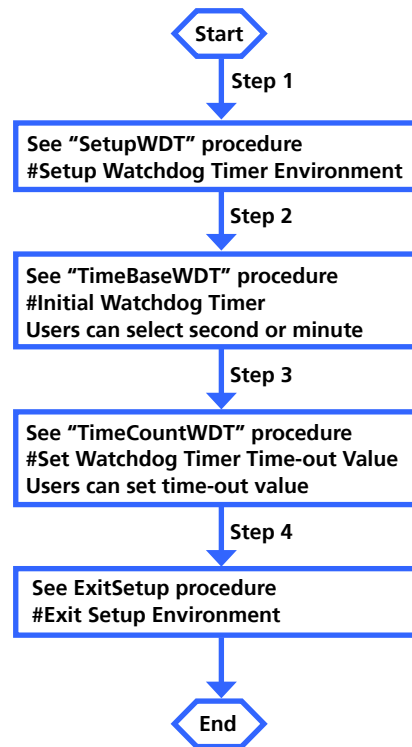 Start
Step 1
See “SetupWDT” procedure
#Setup Watchdog Timer Environment
Step 2
See “TimeBaseWDT” procedure
#Initial Watchdog Timer
Users can select second or minute
Step 3
See “TimeCountWDT” procedure
#Set Watchdog Timer Time-out Value
Users can set time-out value
Step 4
See ExitSetup procedure
#Exit Setup Environment
End